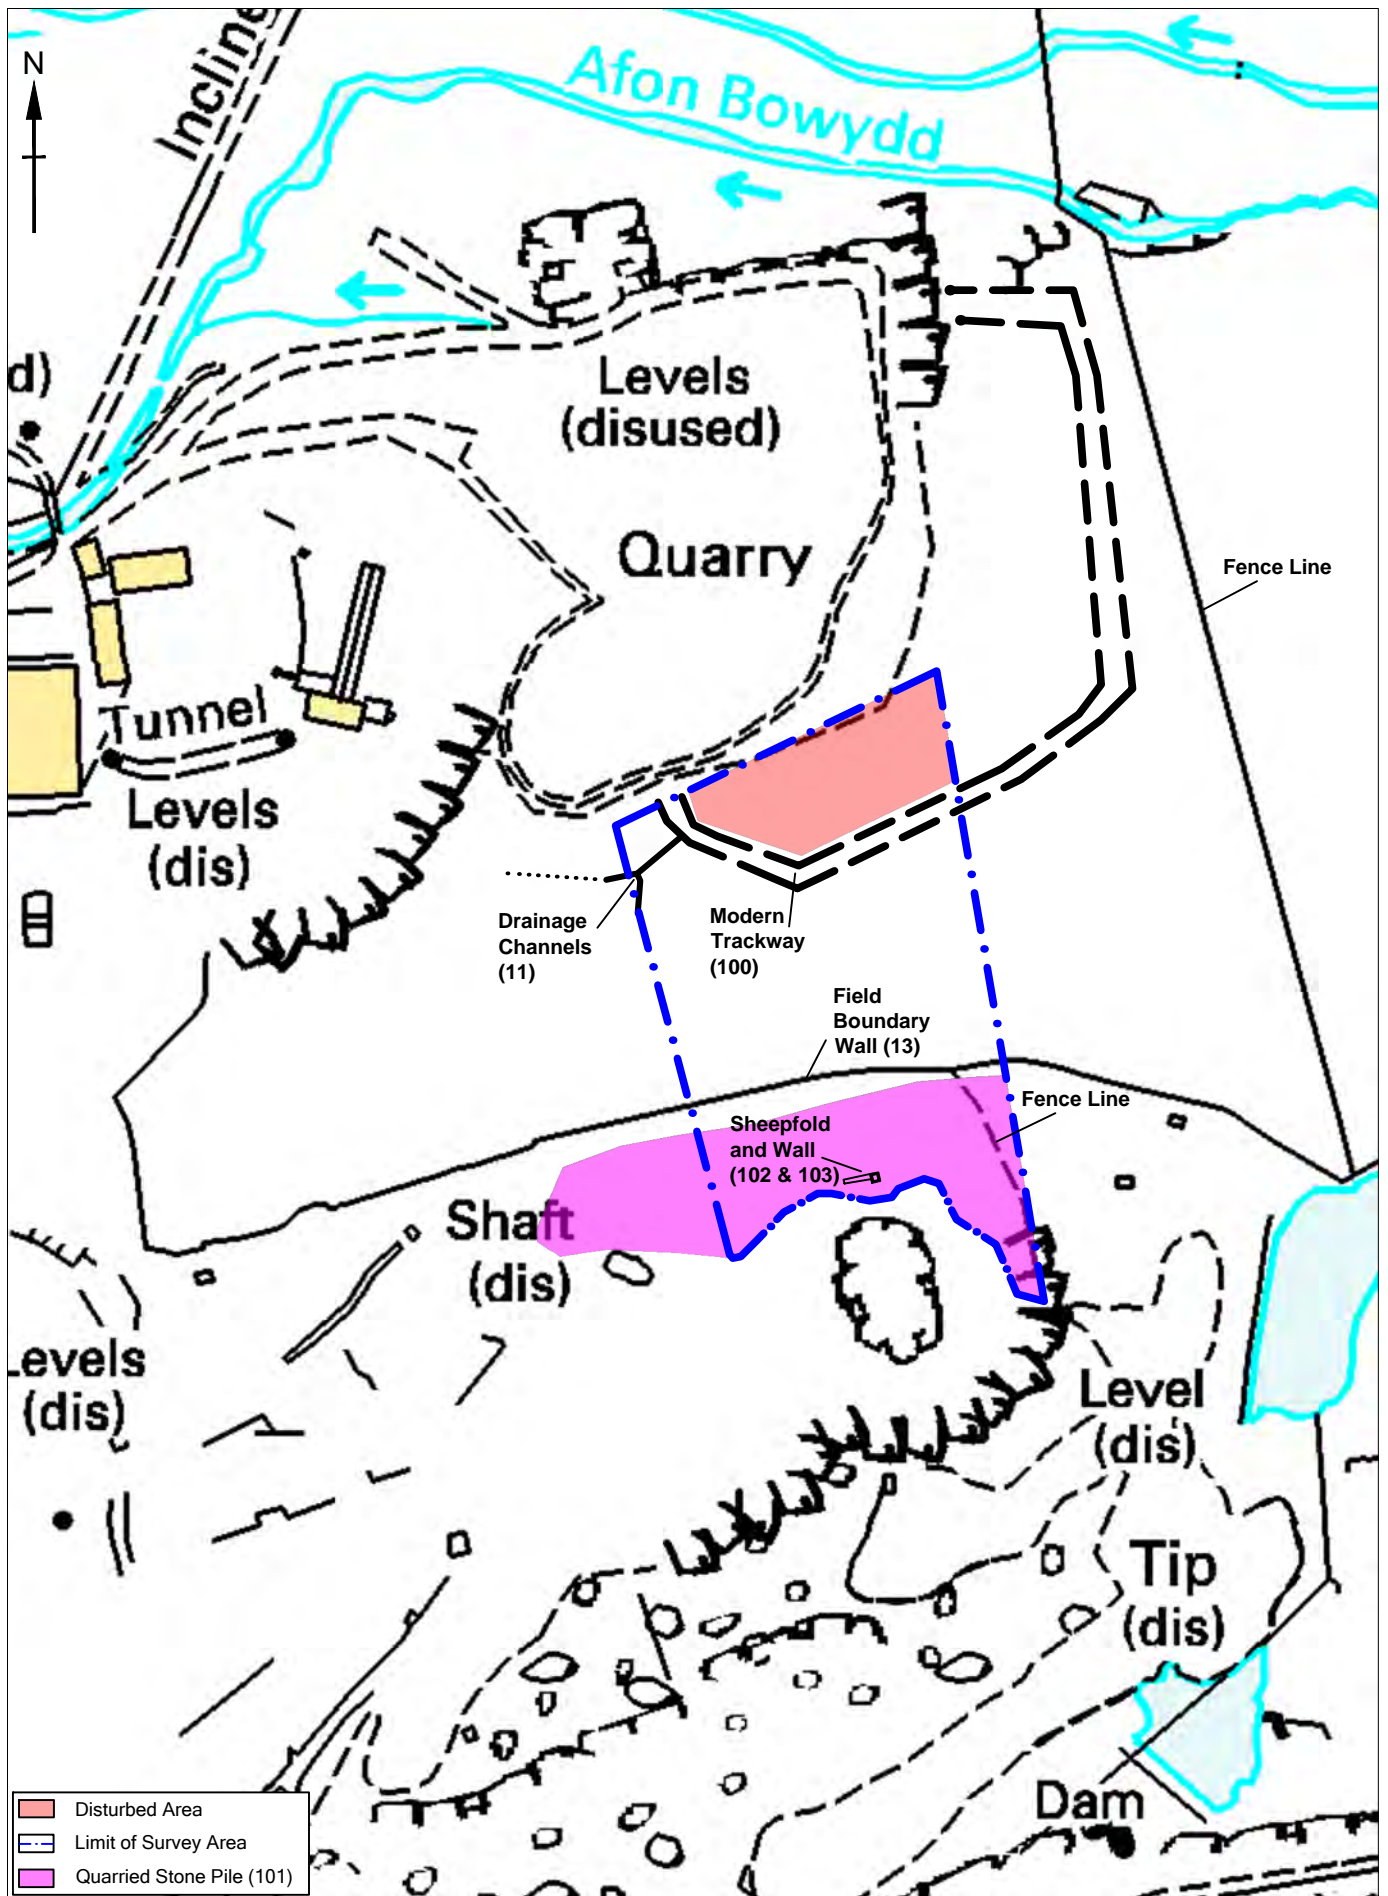 Incline
N
Afon Bowydd
d)
Levels
(disused)
Quarry
Fence Line
Tunnel
Levels
(dis)
Drainage
Channels
(11)
Modern
Trackway
(100)
Field
Boundary
Wall (13)
Fence Line
Sheepfold
and Wall
(102 & 103)
Shaft
(dis)
Levels
(dis)
Level
(dis)
Tip
(dis)
Dam
Disturbed Area
Limit of Survey Area
Quarried Stone Pile (101)